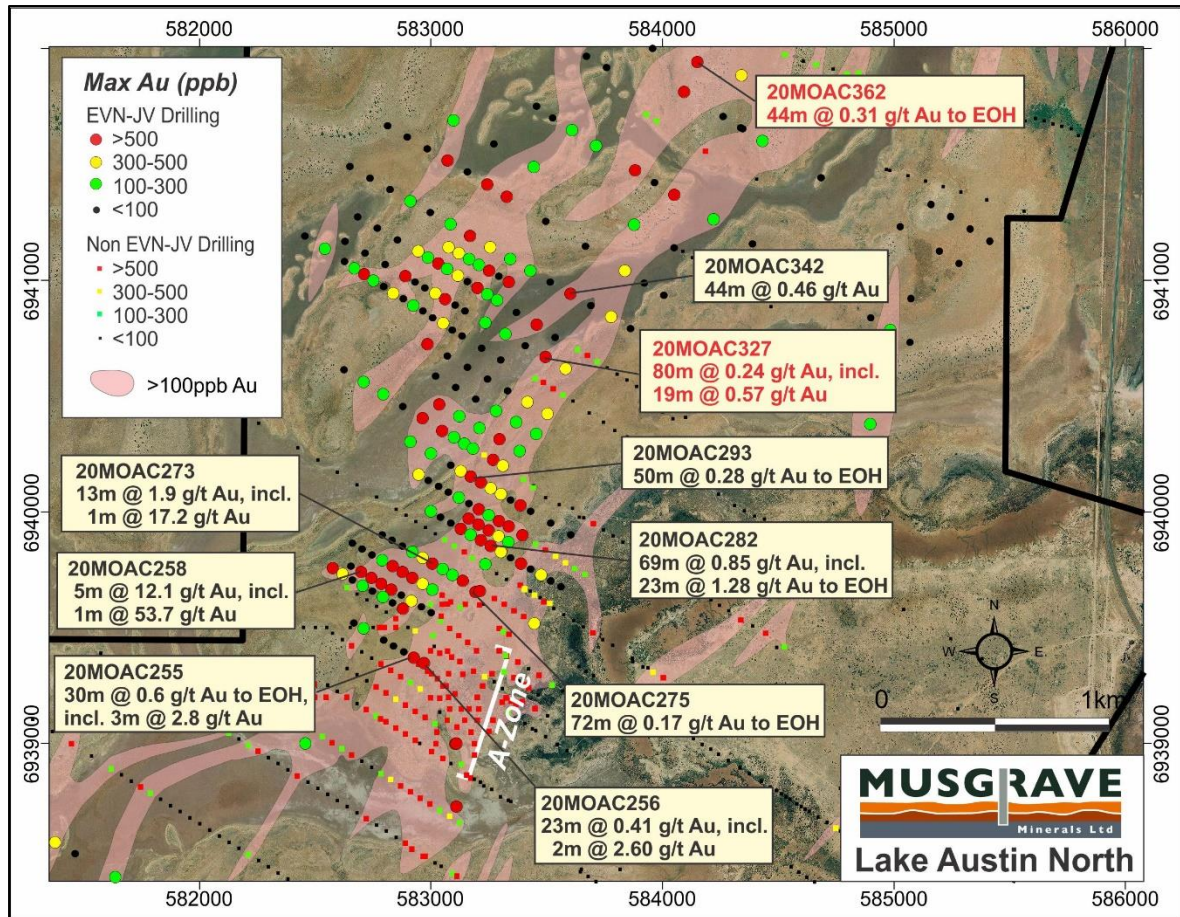 582000 583000 584000 585000 586000
Max Au (ppb)
EVN-JV Drilling
>500
300-500
100-300
<100
Non EVN-JV Drilling
>500
300-500
100-300
<100
>100ppb Au
20MOAC362
44m @ 0.31 g/t Au to EOH
20MOAC342
44m @ 0.46 g/t Au
6941000
6941000
20MOAC327
80m @ 0.24 g/t Au, incl.
19m @ 0.57 g/t Au
20MOAC293
50m @ 0.28 g/t Au to EOH
20MOAC273
13m @ 1.9 g/t Au, incl.
1m @ 17.2 g/t Au
6940000
6940000
20MOAC282
69m @ 0.85 g/t Au, incl.
23m @ 1.28 g/t Au to EOH
20MOAC258
5m @ 12.1 g/t Au, incl.
1m @ 53.7 g/t Au
N
W E
S
20MOAC255
30m @ 0.6 g/t Au to EOH,
incl. 3m @ 2.8 g/t Au
20MOAC275
72m @ 0.17 g/t Au to EOH
0 1km
A-Zone
6939000
6939000
20MOAC256
23m @ 0.41 g/t Au, incl.
2m @ 2.60 g/t Au
MUSGRAVE
Minerals Ltd
Lake Austin North
582000 583000 584000 585000 586000